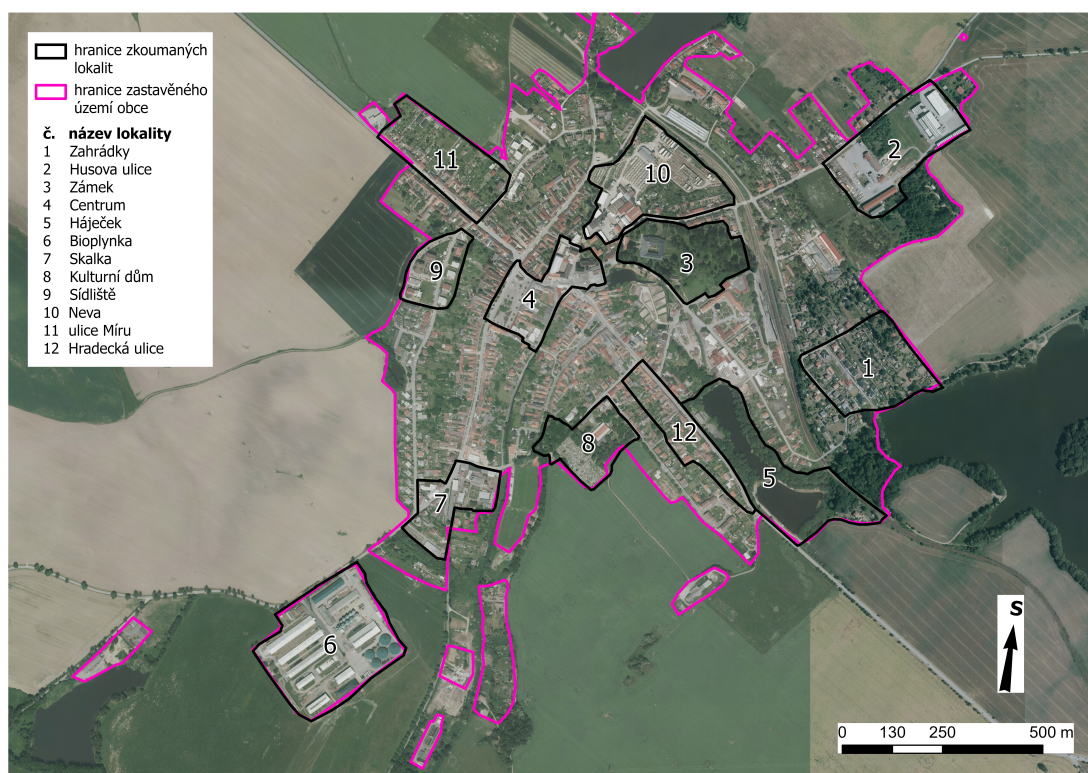 hranice zkoumaných
lokalit
hranice zastavěného
území obce
č. název lokality
1 Zahrádky
2 Husova ulice
3 Zámek
4 Centrum
5 Háječek
6 Bioplynka
7 Skalka
8 Kulturní dům
9 Sídliště
10 Neva
11 ulice Míru
12 Hradecká ulice
11
10
2
3
9
4
1
12
8
5
7
6
S
0 130 250 500 m